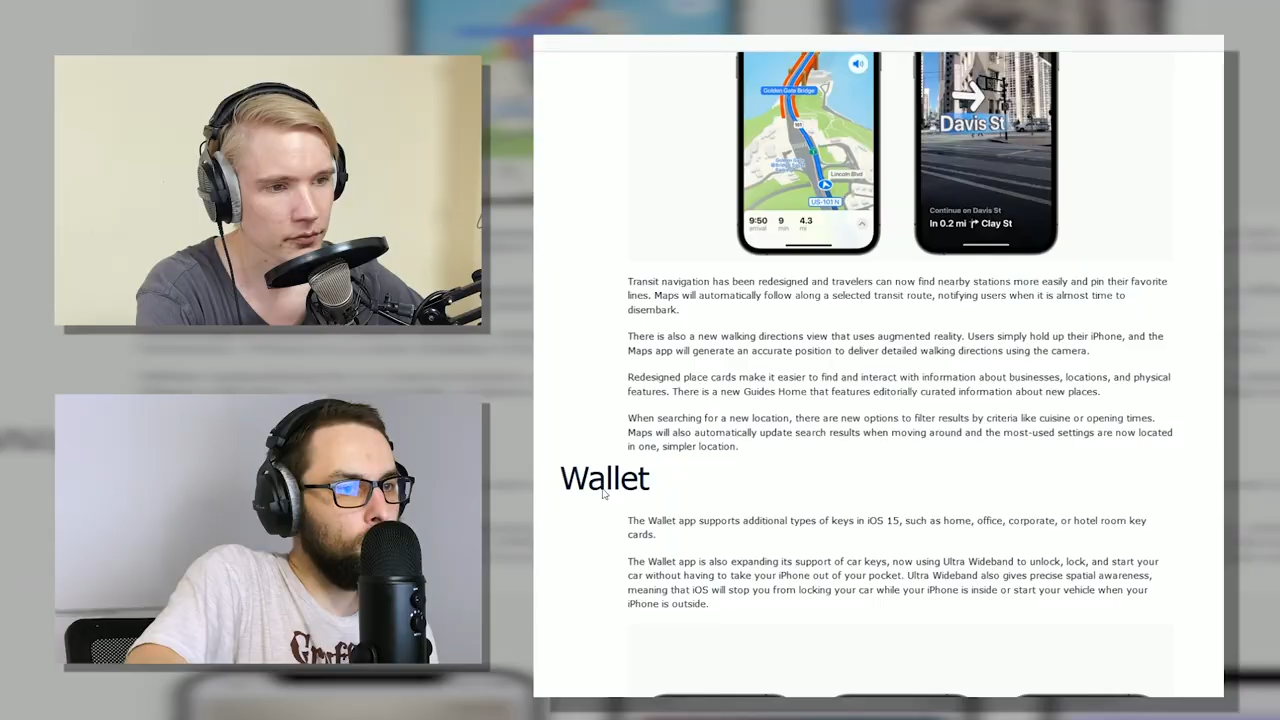 Golden Gate Bridge
101
Lincoln Blvd
US-101 N
9:50 9 4.3
arrival min mi
Davis St
Continue on Davis St
In 0.2 mi Clay St
Transit navigation has been redesigned and travelers can now find nearby stations more easily and pin their favorite
lines. Maps will automatically follow along a selected transit route, notifying users when it is almost time to
disembark.
There is also a new walking directions view that uses augmented reality. Users simply hold up their iPhone, and the
Maps app will generate an accurate position to deliver detailed walking directions using the camera.
Redesigned place cards make it easier to find and interact with information about businesses, locations, and physical
features. There is a new Guides Home that features editorially curated information about new places.
When searching for a new location, there are new options to filter results by criteria like cuisine or opening times.
Maps will also automatically update search results when moving around and the most-used settings are now located
in one, simpler location.
Wallet
The Wallet app supports additional types of keys in iOS 15, such as home, office, corporate, or hotel room key
cards.
The Wallet app is also expanding its support of car keys, now using Ultra Wideband to unlock, lock, and start your
car without having to take your iPhone out of your pocket. Ultra Wideband also gives precise spatial awareness,
meaning that iOS will stop you from locking your car while your iPhone is inside or start your vehicle when your
iPhone is outside.